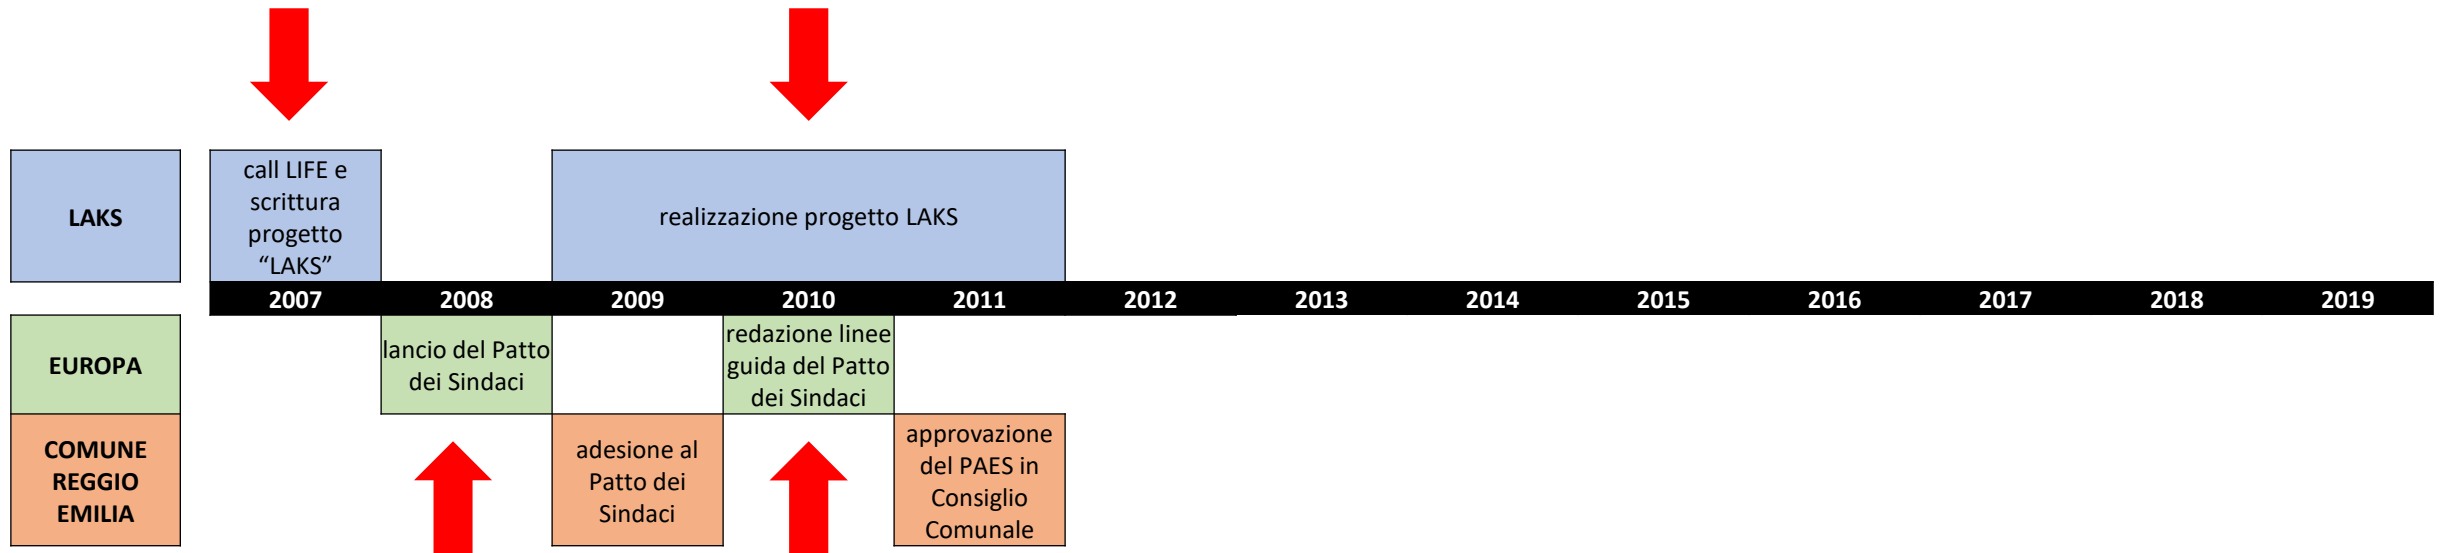 LAKS
call LIFE e
scrittura
progetto
“LAKS”
realizzazione progetto LAKS
2007 2008 2009 2010 2011 2012 2013 2014 2015 2016 2017 2018 2019
EUROPA
lancio del Patto
dei Sindaci
redazione linee
guida del Patto
dei Sindaci
COMUNE
REGGIO
EMILIA
adesione al
Patto dei
Sindaci
approvazione
del PAES in
Consiglio
Comunale